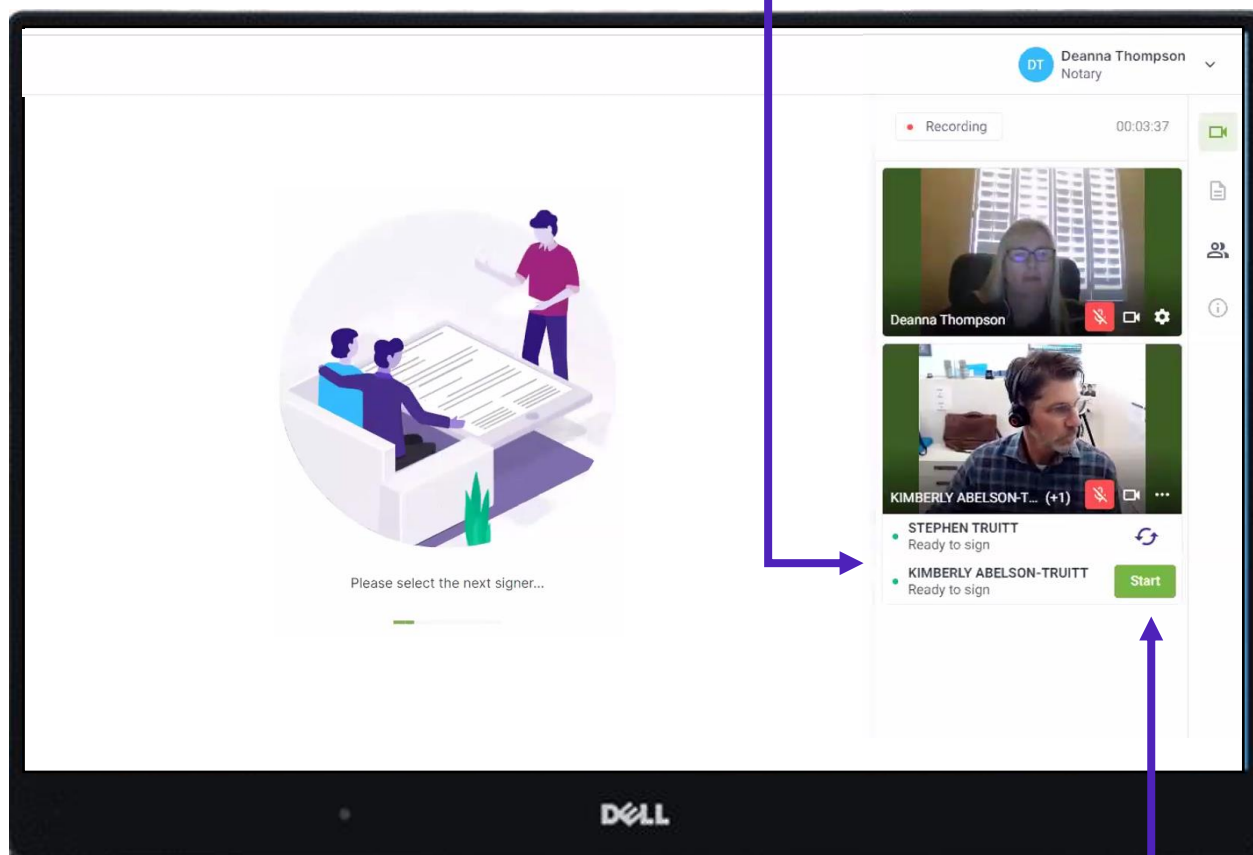 DT
Deanna Thompson
Notary
Recording
00:03:37
Deanna Thompson
KIMBERLY ABELSON-T... (+1)
STEPHEN TRUITT
Ready to sign
KIMBERLY ABELSON-TRUITT
Ready to sign
Start
Please select the next signer...
DELL